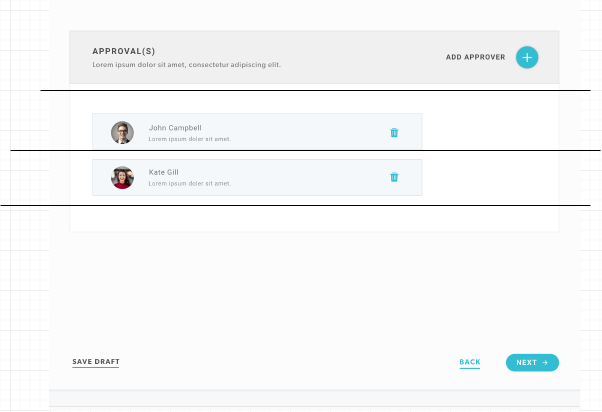 APPROVAL(S)
Lorem ipsum dolor sit amet, consectetur adipiscing elit.
ADD APPROVER
John Campbell
Lorem ipsum dolor sit amet.
Kate Gill
Lorem ipsum dolor sit amet.
SAVE DRAFT
BACK
NEXT →